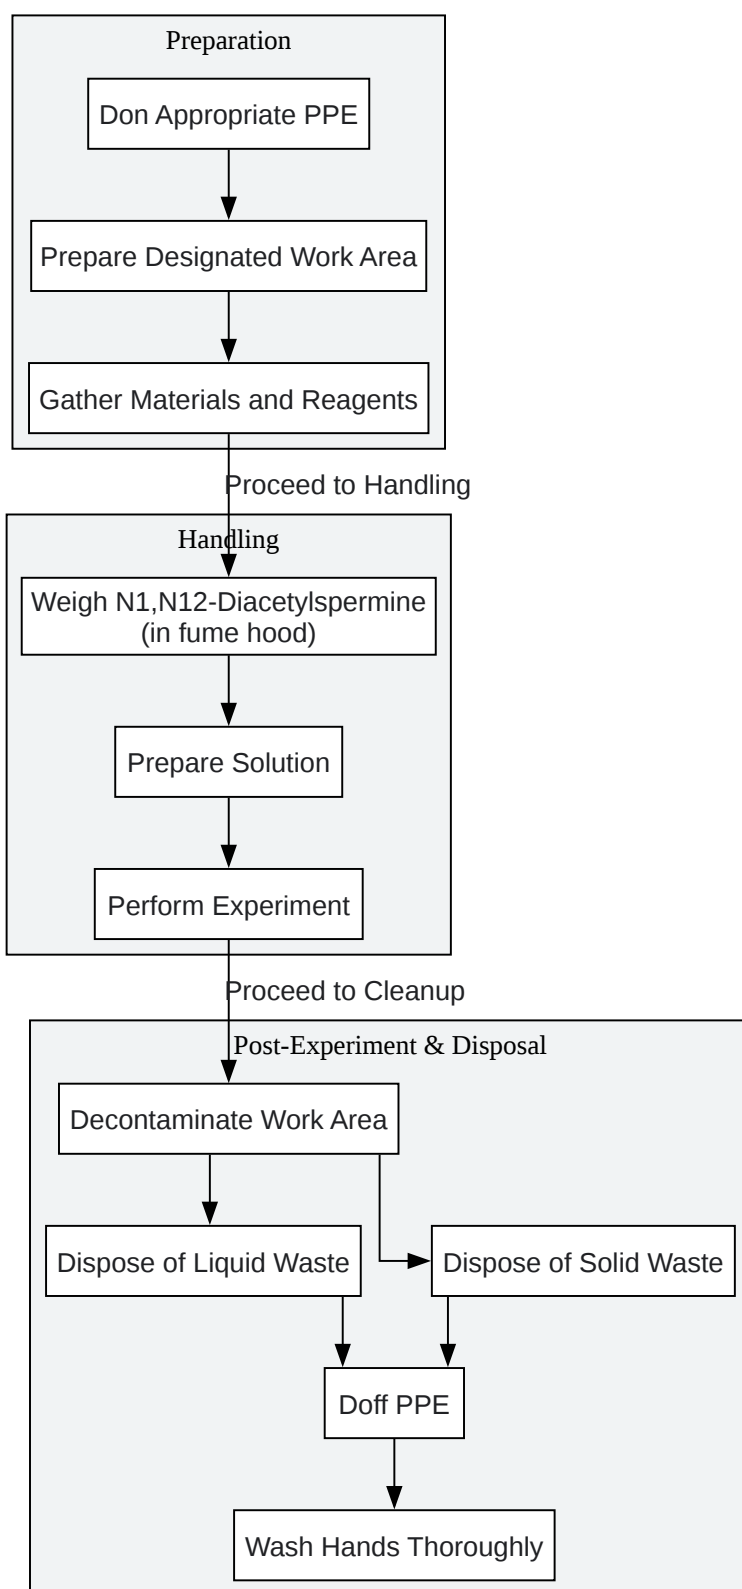 Preparation
Don Appropriate PPE
Prepare Designated Work Area
Gather Materials and Reagents
Proceed to Handling
Handling
Weigh N1,N12-Diacetylspermine
(in fume hood)
Prepare Solution
Perform Experiment
Proceed to Cleanup
Post-Experiment & Disposal
Decontaminate Work Area
Dispose of Liquid Waste
Dispose of Solid Waste
Doff PPE
Wash Hands Thoroughly